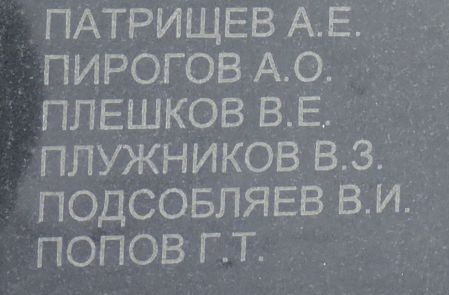 ПАТРИЩЕВ А.Е.
ПИРОГОВ А.О.
ПЛЕШКОВ В.Е.
ПЛУЖНИКОВ В.З.
ПОДСОБЛЯЕВ В.И.
ПОПОВ Г.Т.